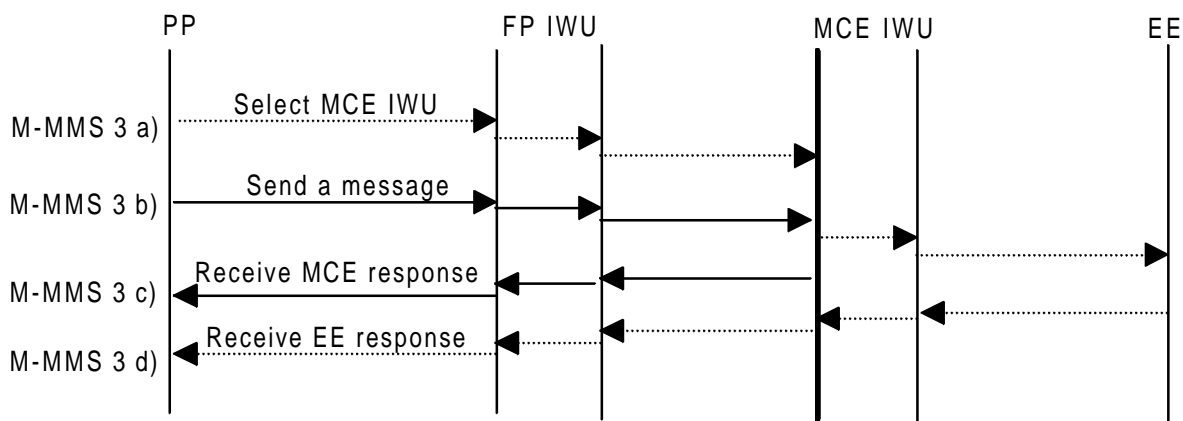 PP FP IWU MCE IWU EE
M-MMS 3 a) Select MCE IWU
M-MMS 3 b) Send a message
M-MMS 3 c) Receive MCE response
M-MMS 3 d) Receive EE response